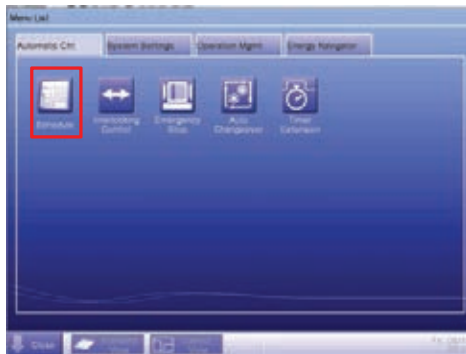 Menu List
Automatic Ctrl. System Settings Operation Mgmt. Energy Navigator
Schedule Interlocking Control Emergency Stop Auto Changeover Timer Extension
Close